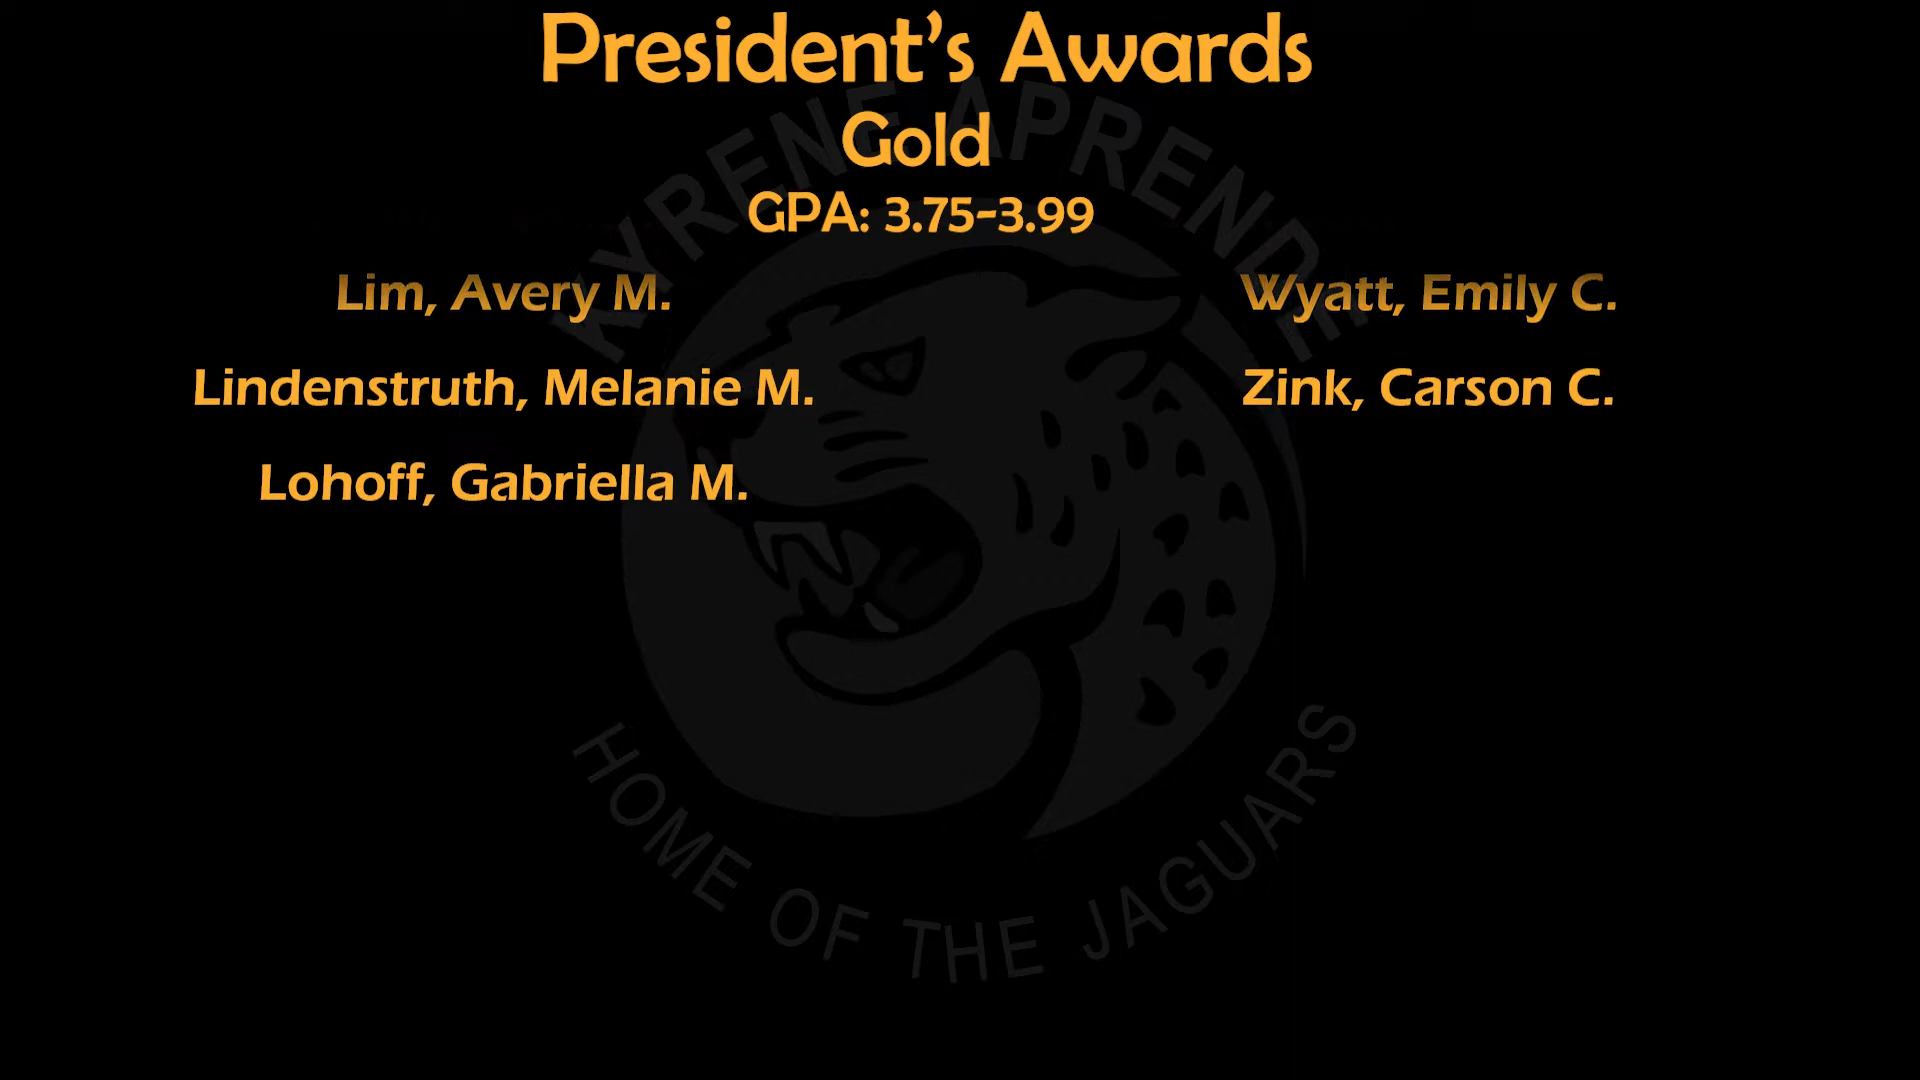 President’s Awards
Gold
GPA: 3.75-3.99
Lim, Avery M.
Lindenstruth, Melanie M.
Lohoff, Gabriella M.
Wyatt, Emily C.
Zink, Carson C.
KYRENE APRENDE
HOME OF THE JAGUARS